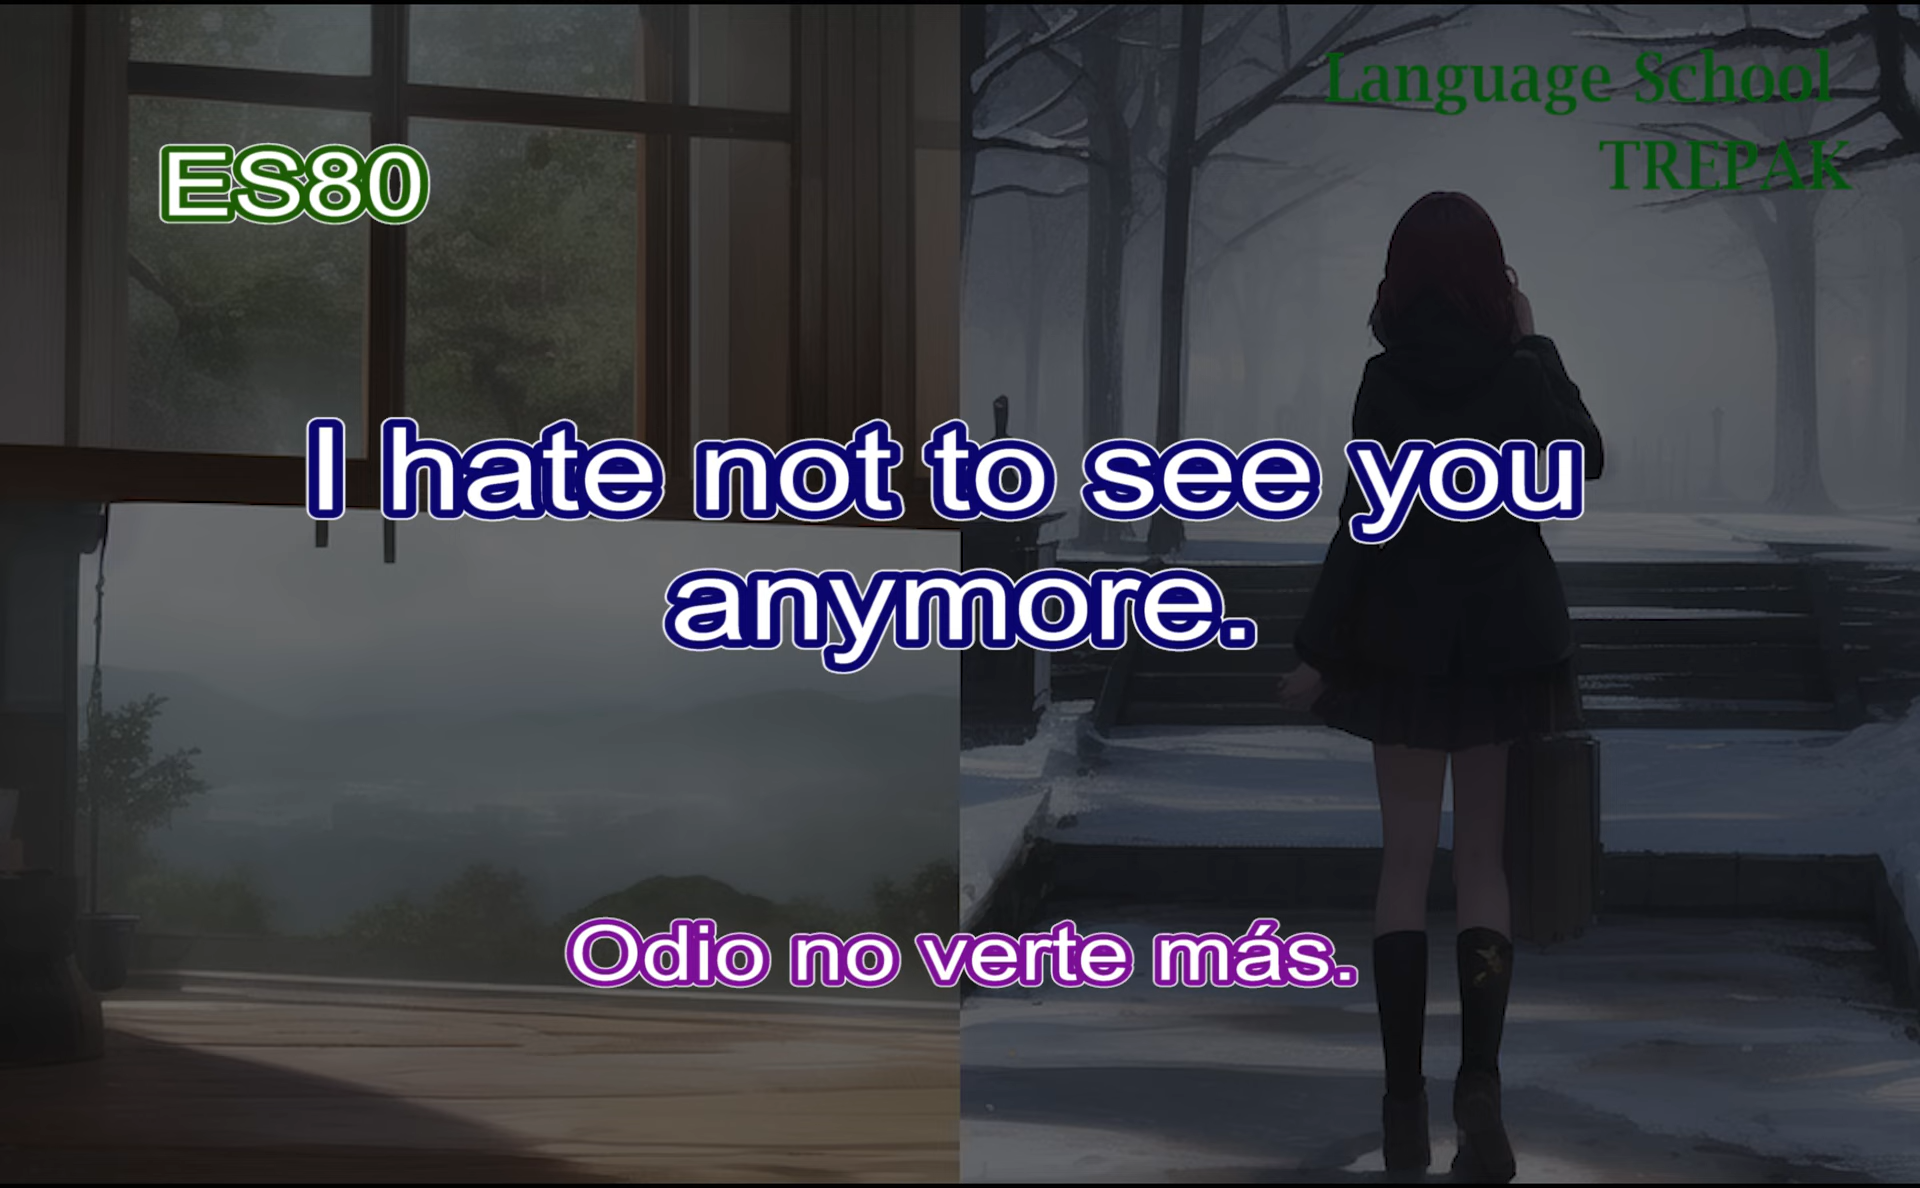 Language School
TREPAK
ES80
I hate not to see you
anymore.
Odio no verte más.